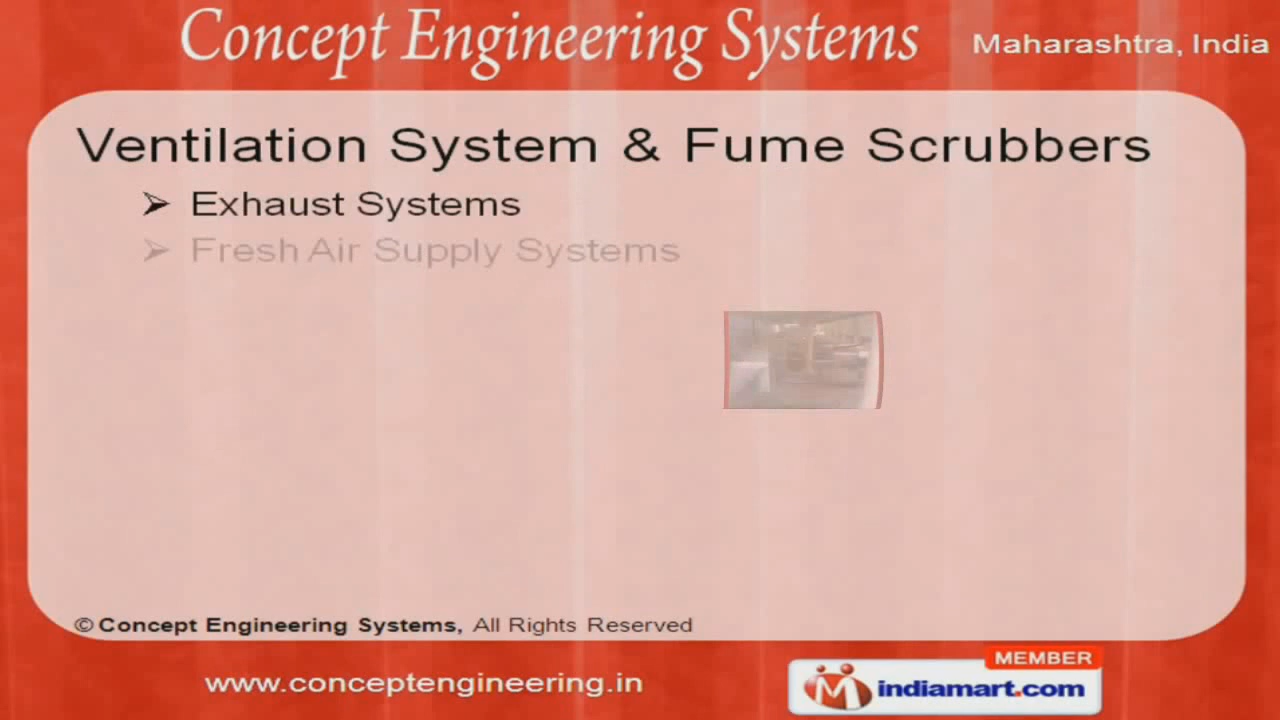 Concept Engineering Systems
Maharashtra, India
Ventilation System & Fume Scrubbers
➢ Exhaust Systems
➢ Fresh Air Supply Systems
© Concept Engineering Systems, All Rights Reserved
www.conceptengineering.in
MEMBER
indiamart.com